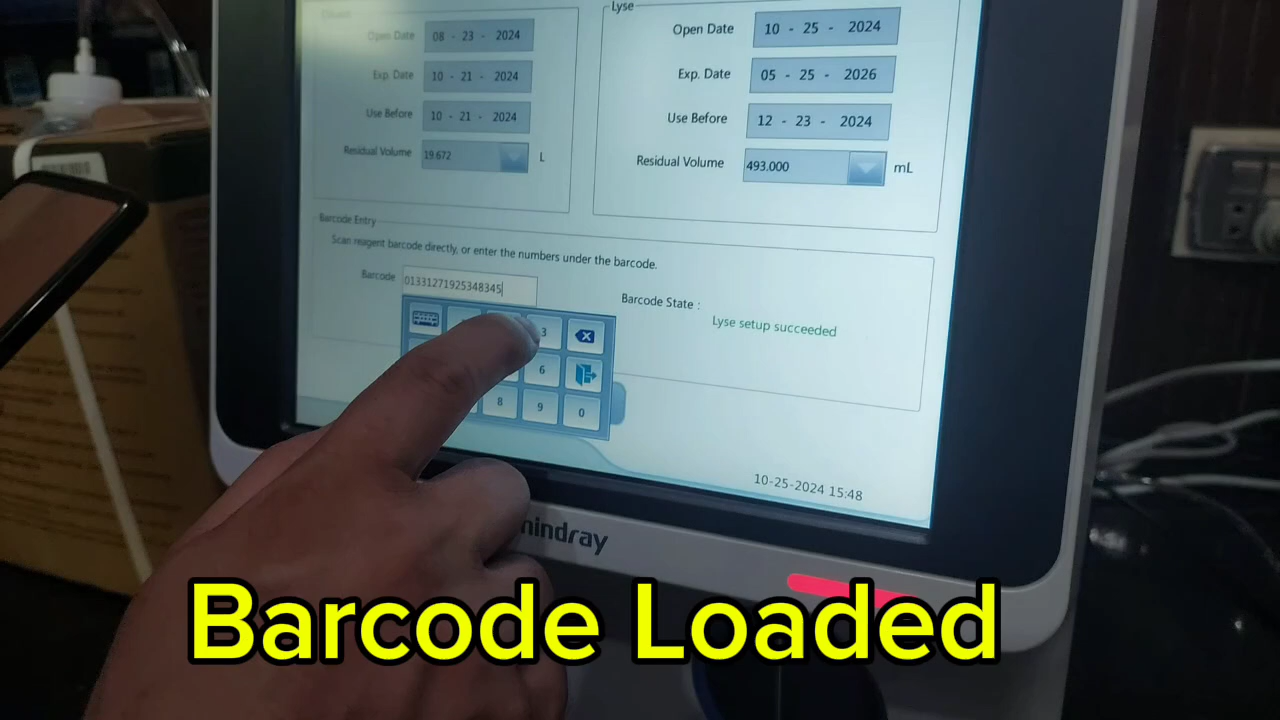 Diluent
Open Date 08 - 23 - 2024
Exp. Date 10 - 21 - 2024
Use Before 10 - 21 - 2024
Residual Volume 19.672 L
Lyse
Open Date 10 - 25 - 2024
Exp. Date 05 - 25 - 2026
Use Before 12 - 23 - 2024
Residual Volume 493.000 mL
Barcode Entry
Scan reagent barcode directly, or enter the numbers under the barcode.
Barcode 01331271925348345
Barcode State :
Lyse setup succeeded
3
6
8 9 0
10-25-2024 15:48
mindray
Barcode Loaded